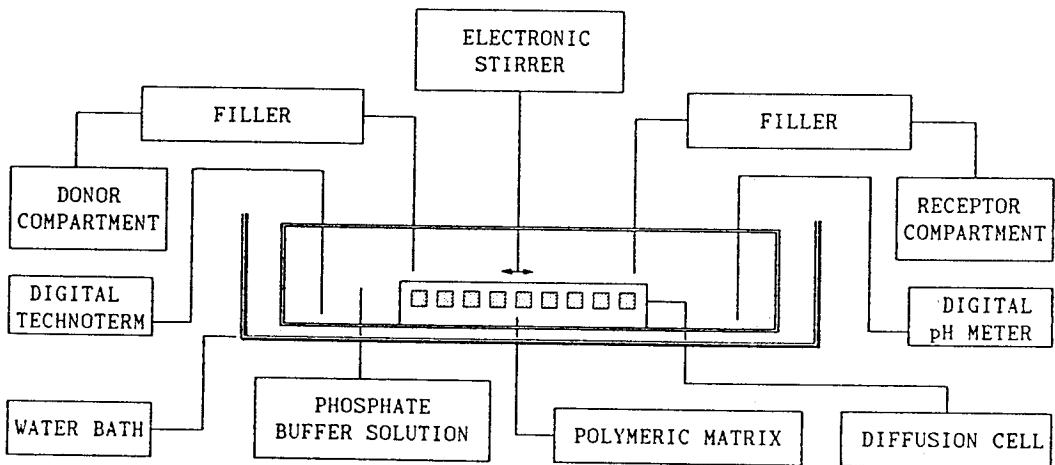 ELECTRONIC
STIRRER
FILLER
FILLER
DONOR
COMPARTMENT
RECEPTOR
COMPARTMENT
DIGITAL
TECHNOTERM
DIGITAL
pH METER
WATER BATH
PHOSPHATE
BUFFER SOLUTION
POLYMERIC MATRIX
DIFFUSION CELL